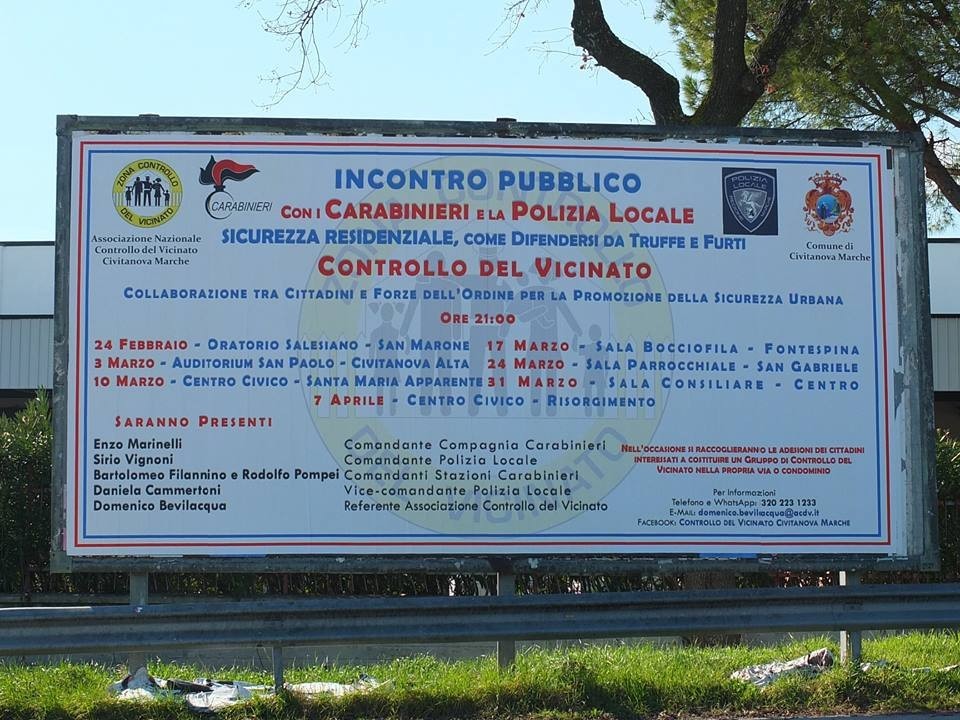 ZONA CONTROLLO
DEL VICINATO
Associazione Nazionale
Controllo del Vicinato
Civitanova Marche
CARABINIERI
INCONTRO PUBBLICO
CON I CARABINIERI E LA POLIZIA LOCALE
SICUREZZA RESIDENZIALE, COME DIFENDERSI DA TRUFFE E FURTI
CONTROLLO DEL VICINATO
POLIZIA
LOCALE
Comune di
Civitanova Marche
COLLABORAZIONE TRA CITTADINI E FORZE DELL'ORDINE PER LA PROMOZIONE DELLA SICUREZZA URBANA
ORE 21:00
24 FEBBRAIO - ORATORIO SALESIANO - SAN MARONE
3 MARZO - AUDITORIUM SAN PAOLO - CIVITANOVA ALTA
10 MARZO - CENTRO CIVICO - SANTA MARIA APPARENTE
17 MARZO - SALA BOCCIOFILA - FONTESPINA
24 MARZO - SALA PARROCCHIALE - SAN GABRIELE
31 MARZO - SALA CONSILIARE - CENTRO
7 APRILE - CENTRO CIVICO - RISORGIMENTO
SARANNO PRESENTI
Enzo Marinelli Comandante Compagnia Carabinieri
Sirio Vignoni Comandante Polizia Locale
Bartolomeo Filannino e Rodolfo Pompei Comandanti Stazioni Carabinieri
Daniela Cammertoni Vice-comandante Polizia Locale
Domenico Bevilacqua Referente Associazione Controllo del Vicinato
NELL'OCCASIONE SI RACCOGLIERANNO LE ADESIONI DEI CITTADINI
INTERESATI A COSTITUIRE UN GRUPPO DI CONTROLLO DEL
VICINATO NELLA PROPRIA VIA O CONDOMINIO
Per Informazioni
Telefono e WhatsApp: 320 223 1233
E-MAIL: domenico.bevilacqua@acdv.it
FACEBOOK: CONTROLLO DEL VICINATO CIVITANOVA MARCHE
ZONA CONTROLLO
DEL VICINATO